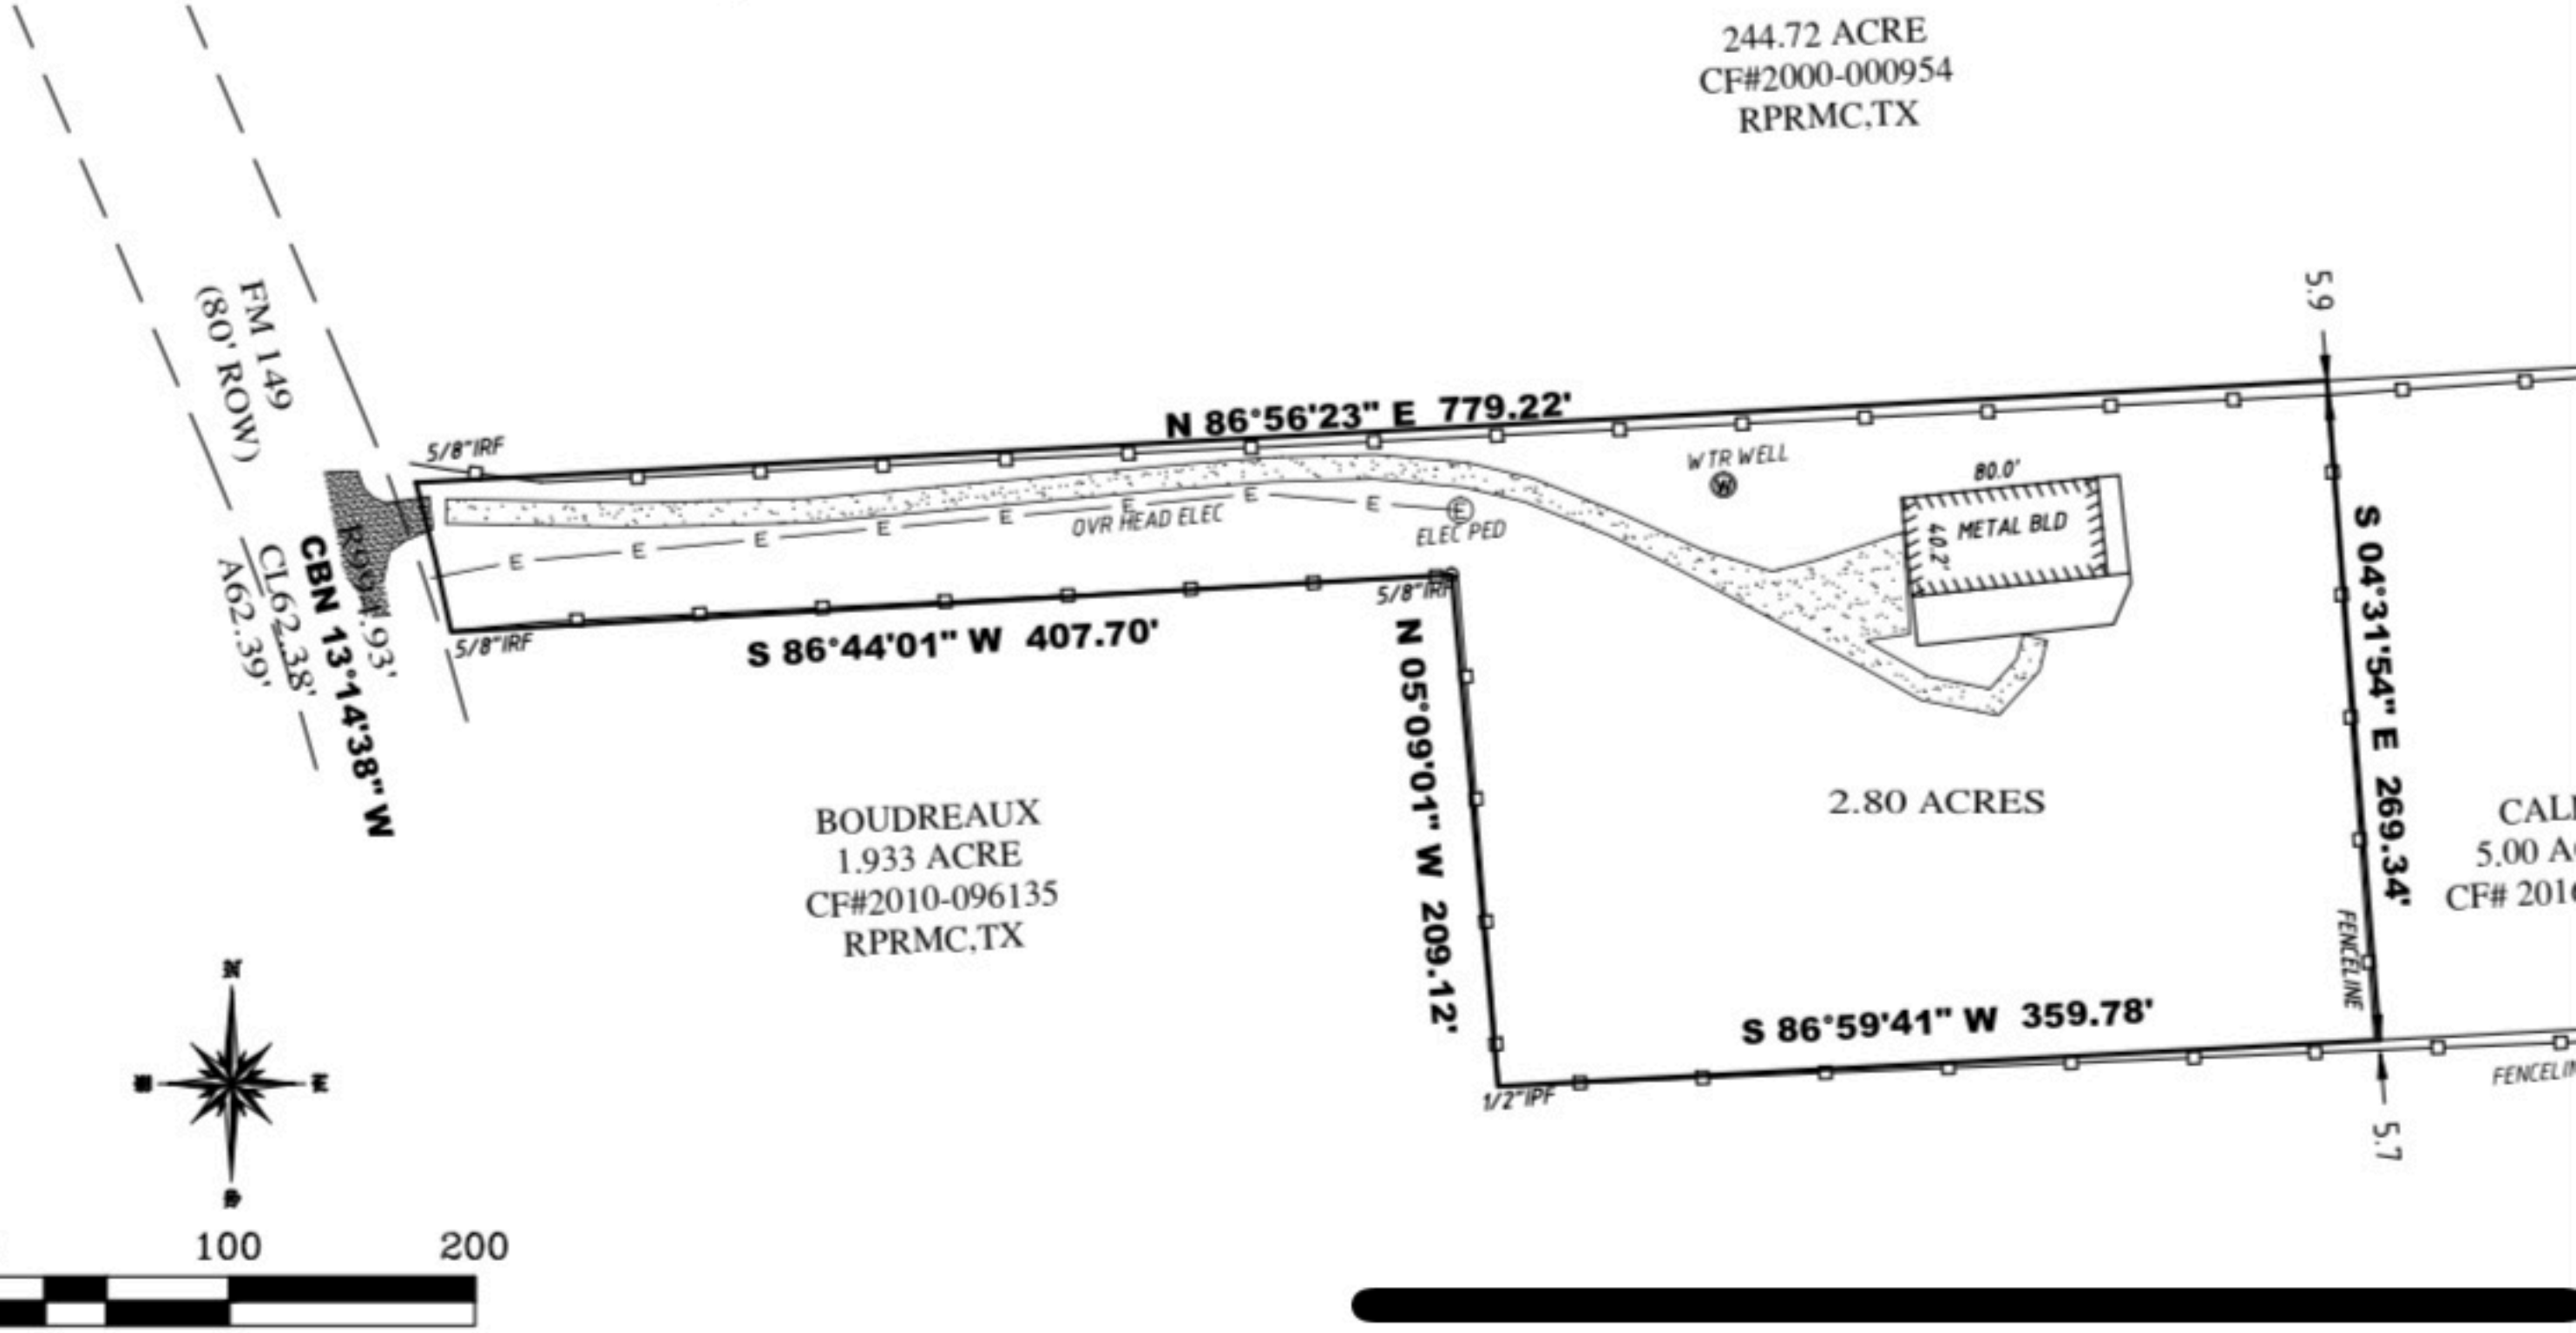 244.72 ACRE
CF#2000-000954
RPRMC,TX
FM 149
(80' ROW)
5.9
N 86°56'23" E 779.22'
5/8"IRF
WTR WELL
W
80.0'
METAL BLD
40.2'
E E E E E E E E E
OVR HEAD ELEC
ELEC PED
CBN 13°14'38" W
CL62.38'
A62.39'
5/8"IRF
5/8"IRF
S 86°44'01" W 407.70'
N 05°09'01" W 209.12'
S 04°31'54" E 269.34'
2.80 ACRES
BOUDREAUX
1.933 ACRE
CF#2010-096135
RPRMC,TX
5.00
CF#
FENCELINE
S 86°59'41" W 359.78'
1/2"IPF
5.7
100 200